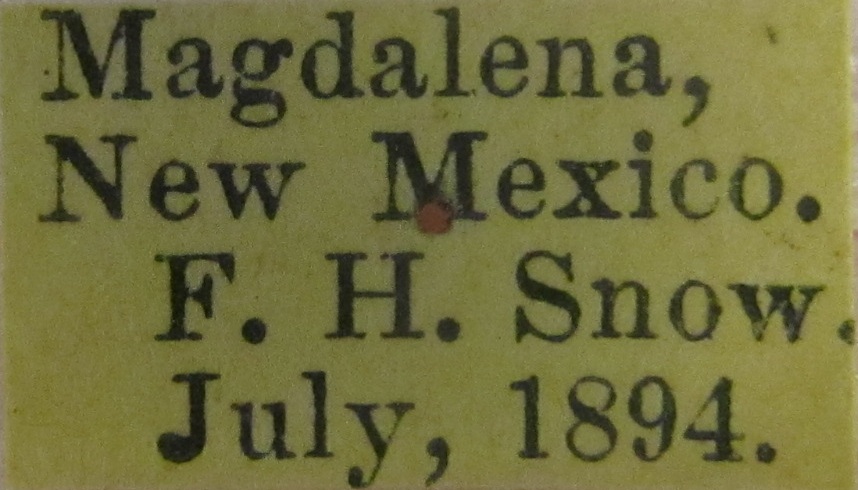 Magdalena,
New Mexico.
F. H. Snow.
July, 1894.